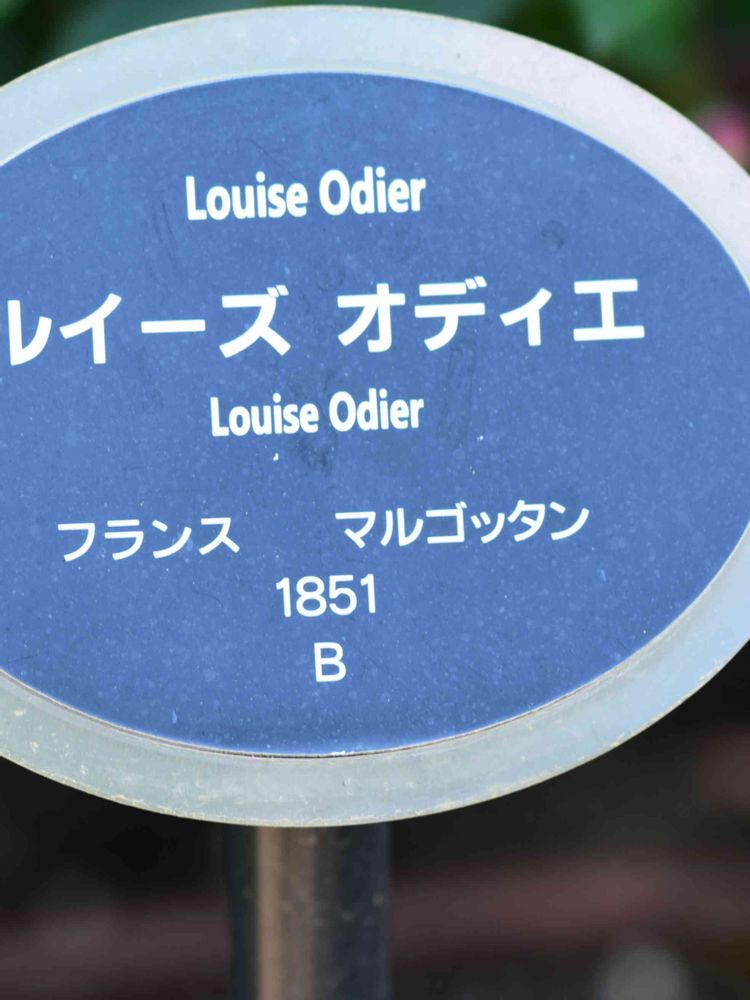 Louise Odier
ルイーズ オディエ
Louise Odier
フランス マルゴッタン
1851
B